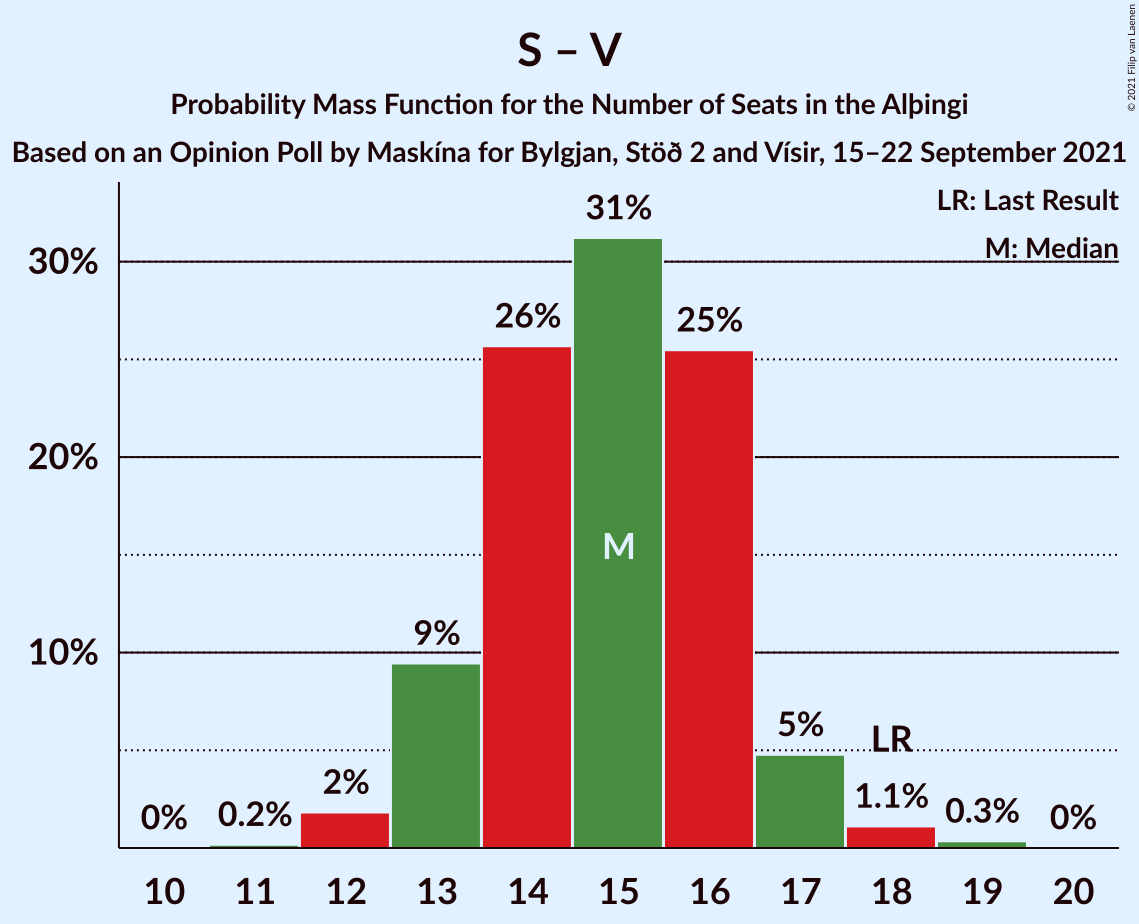 S – V
Probability Mass Function for the Number of Seats in the Alþingi
Based on an Opinion Poll by Maskína for Bylgjan, Stöð 2 and Vísir, 15–22 September 2021
© 2021 Filip van Laenen
LR: Last Result
M: Median
30%
20%
10%
0%
0.2%
2%
9%
26%
31%
25%
5%
1.1%
0.3%
0%
M
LR
10 11 12 13 14 15 16 17 18 19 20